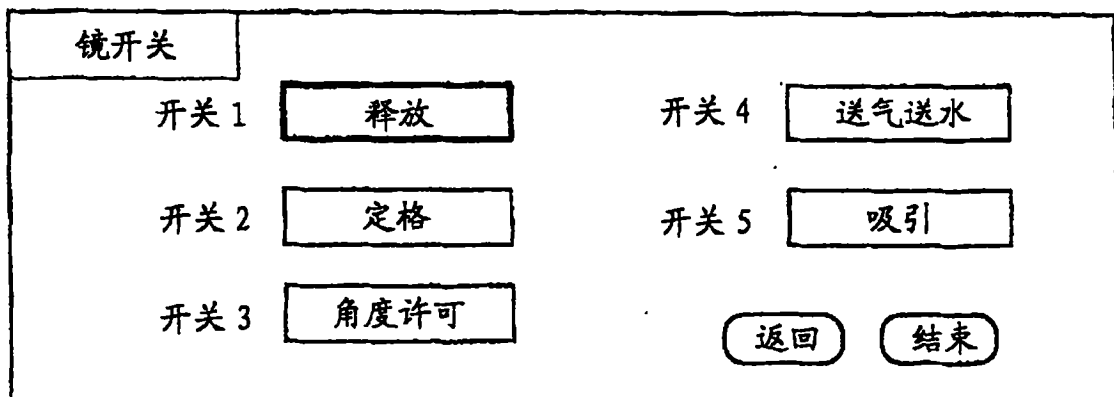 镜开关
开关 1 释放 开关 4 送气送水
开关 2 定格 开关 5 吸引
开关 3 角度许可
返回 结束